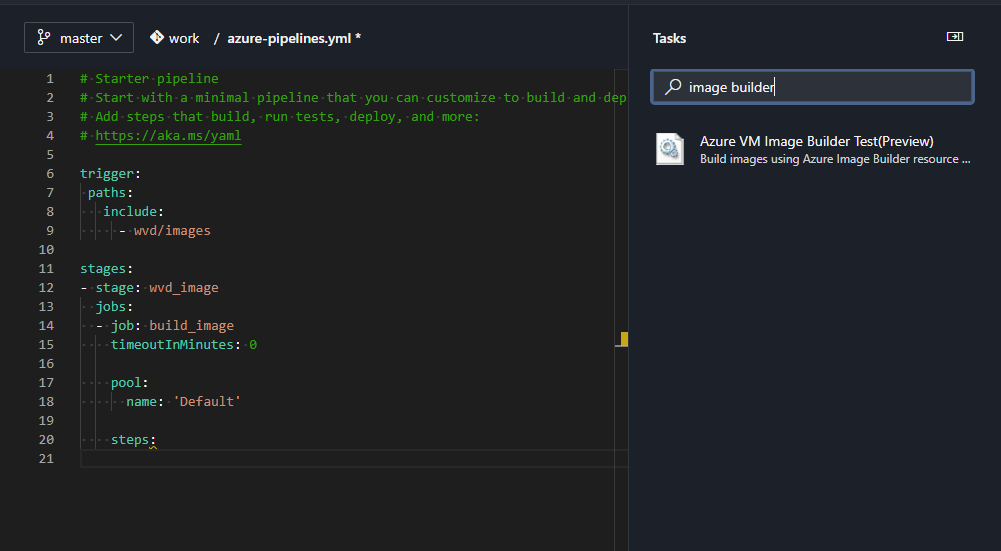 master work / azure-pipelines.yml *
1 # Starter pipeline
2 # Start with a minimal pipeline that you can customize to build and dep
3 # Add steps that build, run tests, deploy, and more:
4 # https://aka.ms/yaml
5
6 trigger:
7 paths:
8 include:
9 - wvd/images
10
11 stages:
12 - stage: wvd_image
13 jobs:
14 - job: build_image
15 timeoutInMinutes: 0
16
17 pool:
18 name: 'Default'
19
20 steps:
21
Tasks
image builder
Azure VM Image Builder Test(Preview)
Build images using Azure Image Builder resource ...